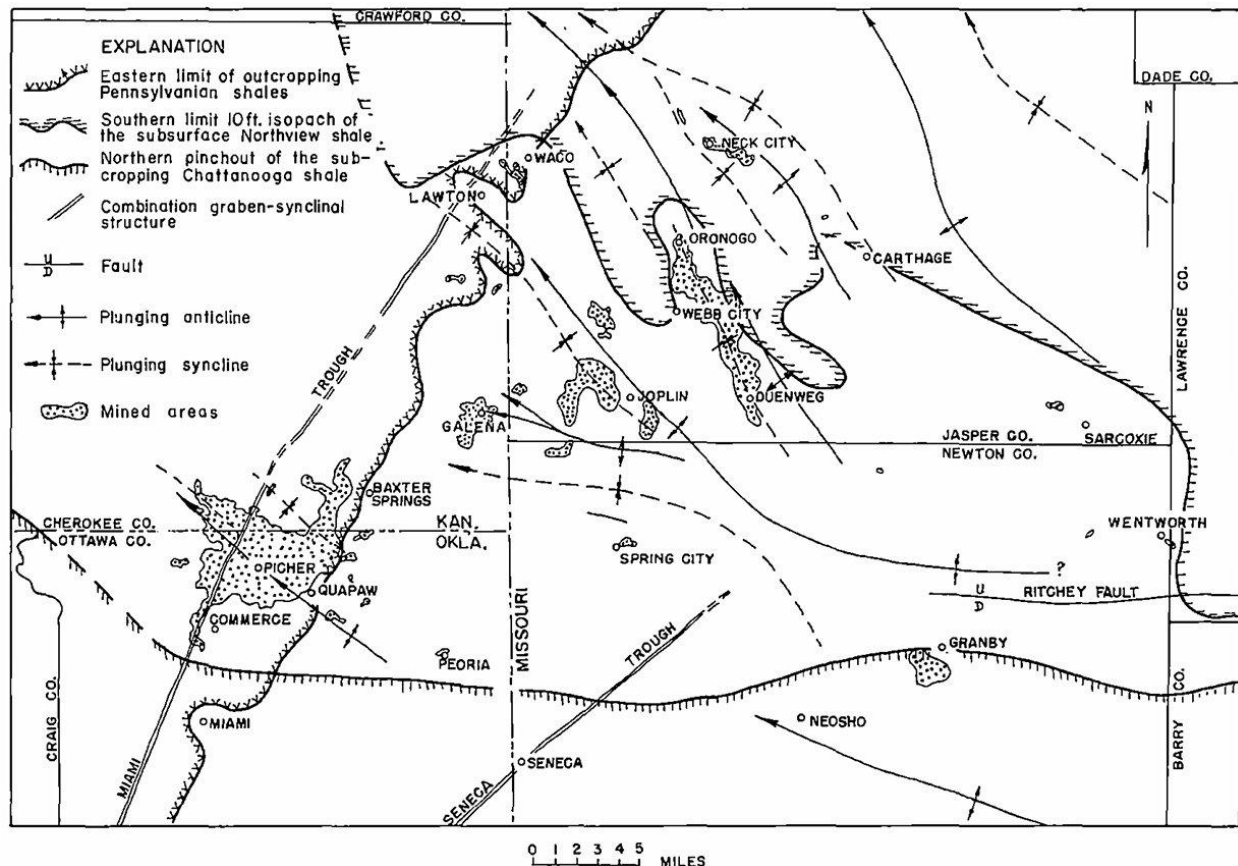 CRAWFORD CO.
EXPLANATION
Eastern limit of outcropping
Pennsylvanian shales
Southern limit 10ft. isopach of
the subsurface Northview shale
Northern pinchout of the sub-
cropping Chattanooga shale
Combination graben-synclinal
structure
U
D
Fault
Plunging anticline
Plunging syncline
Mined areas
DADE CO.
N
NECK CITY
WACO
LAWTON
ORONOGO
CARTHAGE
WEBB CITY
LAWRENCE CO.
TROUGH
JOPLIN
DUENWEG
GALENA
SARCOXIE
JASPER CO.
NEWTON CO.
BAXTER
SPRINGS
CHEROKEE CO.
OTTAWA CO.
KAN.
OKLA.
WENTWORTH
SPRING CITY
PICHER
?
QUAPAW
U
D
RITCHEY FAULT
COMMERCE
MISSOURI
TROUGH
GRANBY
PEORIA
CRAIG CO.
BARRY CO.
MIAMI
NEOSHO
MIAMI
SENECA
SENECA
0 1 2 3 4 5
MILES